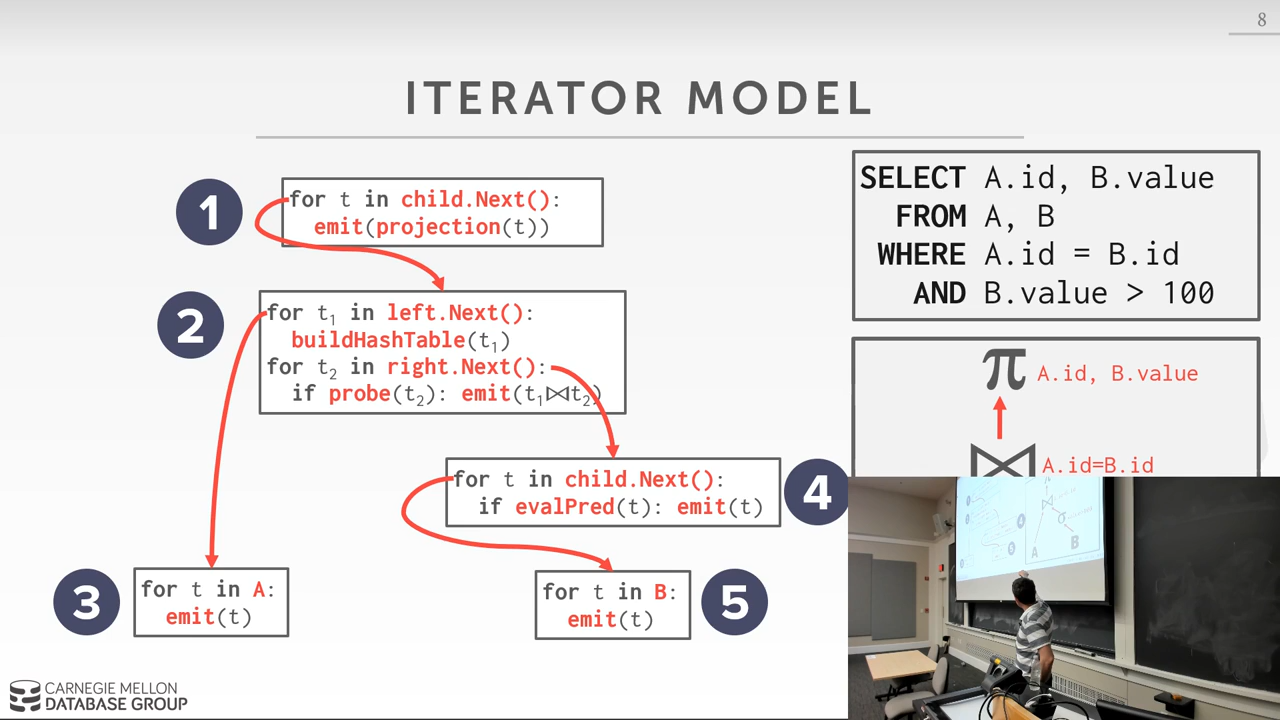 8
ITERATOR MODEL
1
for t in child.Next():
emit(projection(t))
2
for t₁ in left.Next():
buildHashTable(t₁)
for t₂ in right.Next():
if probe(t₂): emit(t₁⋈t₂)
for t in child.Next():
if evalPred(t): emit(t)
4
3
for t in A:
emit(t)
for t in B:
emit(t)
5
SELECT A.id, B.value
FROM A, B
WHERE A.id = B.id
AND B.value > 100
π A.id, B.value
⋈ A.id=B.id
A
B
CARNEGIE MELLON
DATABASE GROUP